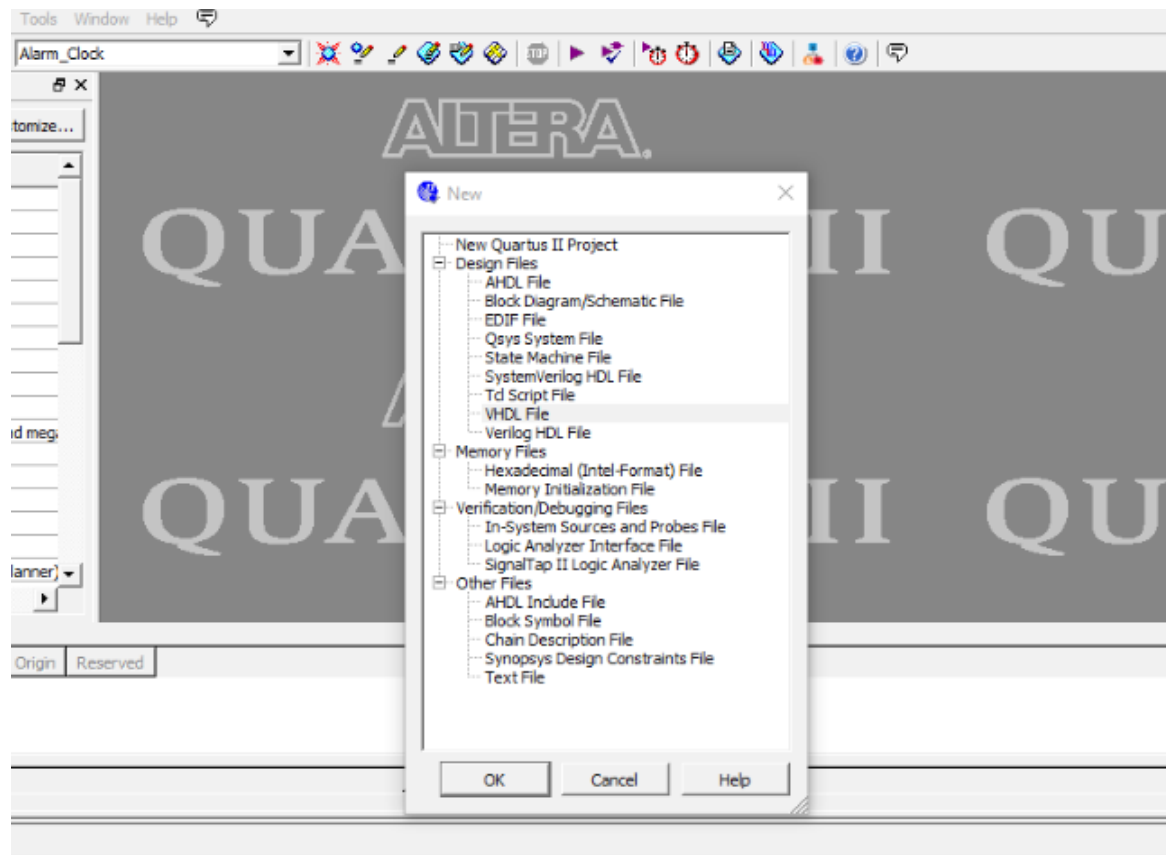 Tools Window Help
Alarm_Clock
tomize...
ALTERA.
New
QUA II QU
New Quartus II Project
Design Files
AHDL File
Block Diagram/Schematic File
EDIF File
Qsys System File
State Machine File
SystemVerilog HDL File
Tcl Script File
VHDL File
Verilog HDL File
nd mega
Memory Files
Hexadecimal (Intel-Format) File
Memory Initialization File
QUA II QU
Verification/Debugging Files
In-System Sources and Probes File
Logic Analyzer Interface File
SignalTap II Logic Analyzer File
lanner)
Other Files
AHDL Include File
Block Symbol File
Chain Description File
Synopsys Design Constraints File
Text File
Origin Reserved
OK Cancel Help